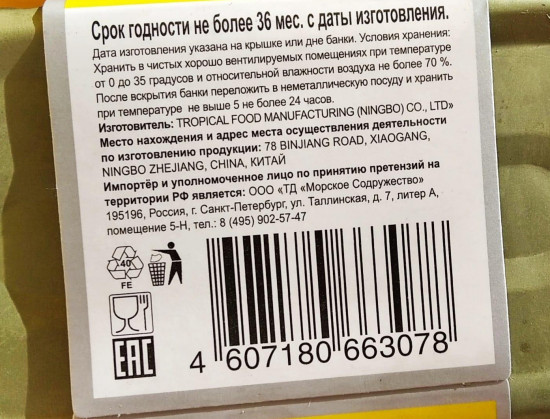 Срок годности не более 36 мес. с даты изготовления.
Дата изготовления указана на крышке или дне банки. Условия хранения:
Хранить в чистых хорошо вентилируемых помещениях при температуре
от 0 до 35 градусов и относительной влажности воздуха не более 70 %.
После вскрытия банки переложить в неметаллическую посуду и хранить
при температуре не выше 5 не более 24 часов.
Изготовитель: TROPICAL FOOD MANUFACTURING (NINGBO) CO., LTD»
Место нахождения и адрес места осуществления деятельности
по изготовлению продукции: 78 BINJIANG ROAD, XIAOGANG,
NINGBO ZHEJIANG, CHINA, КИТАЙ
Импортёр и уполномоченное лицо по принятию претензий на
территории РФ является: ООО «ТД «Морское Содружество»
195196, Россия, г. Санкт-Петербург, ул. Таллинская, д. 7, литер А,
помещение 5-Н, тел.: 8 (495) 902-57-47
40
FE
EAC
4 607180 663078